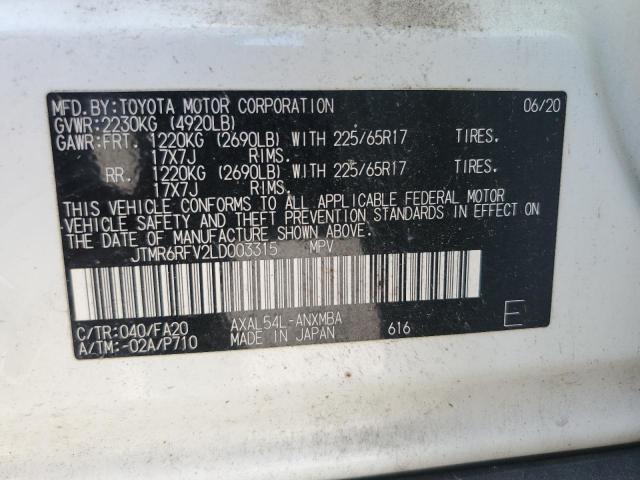 MFD.BY:TOYOTA MOTOR CORPORATION 06/20
GVWR:2230KG (4920LB)
GAWR:FRT. 1220KG (2690LB) WITH 225/65R17 TIRES.
17X7J RIMS.
RR. 1220KG (2690LB) WITH 225/65R17 TIRES.
17X7J RIMS.
THIS VEHICLE CONFORMS TO ALL APPLICABLE FEDERAL MOTOR
VEHICLE SAFETY AND THEFT PREVENTION STANDARDS IN EFFECT ON
THE DATE OF MANUFACTURE SHOWN ABOVE.
JTMR6RFV2LD003315 MPV
C/TR:040/FA20 AXAL54L-ANXMBA
A/TM:-02A/P710 MADE IN JAPAN 616 E